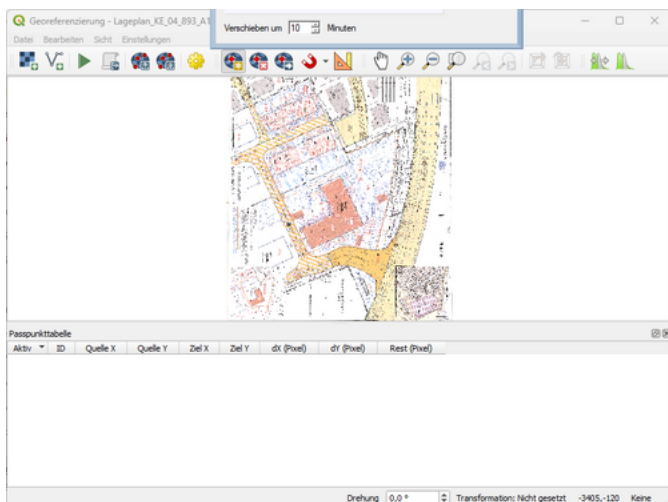 Georeferenzierung - Lageplan_KE_04_893_A1
Verschieben um 10 Minuten
Datei Bearbeiten Sicht Einstellungen
Passpunkttabelle
Aktiv ID Quelle X Quelle Y Ziel X Ziel Y dX (Pixel) dY (Pixel) Rest (Pixel)
Drehung 0,0 ° Transformation: Nicht gesetzt -3405,-120 Keine